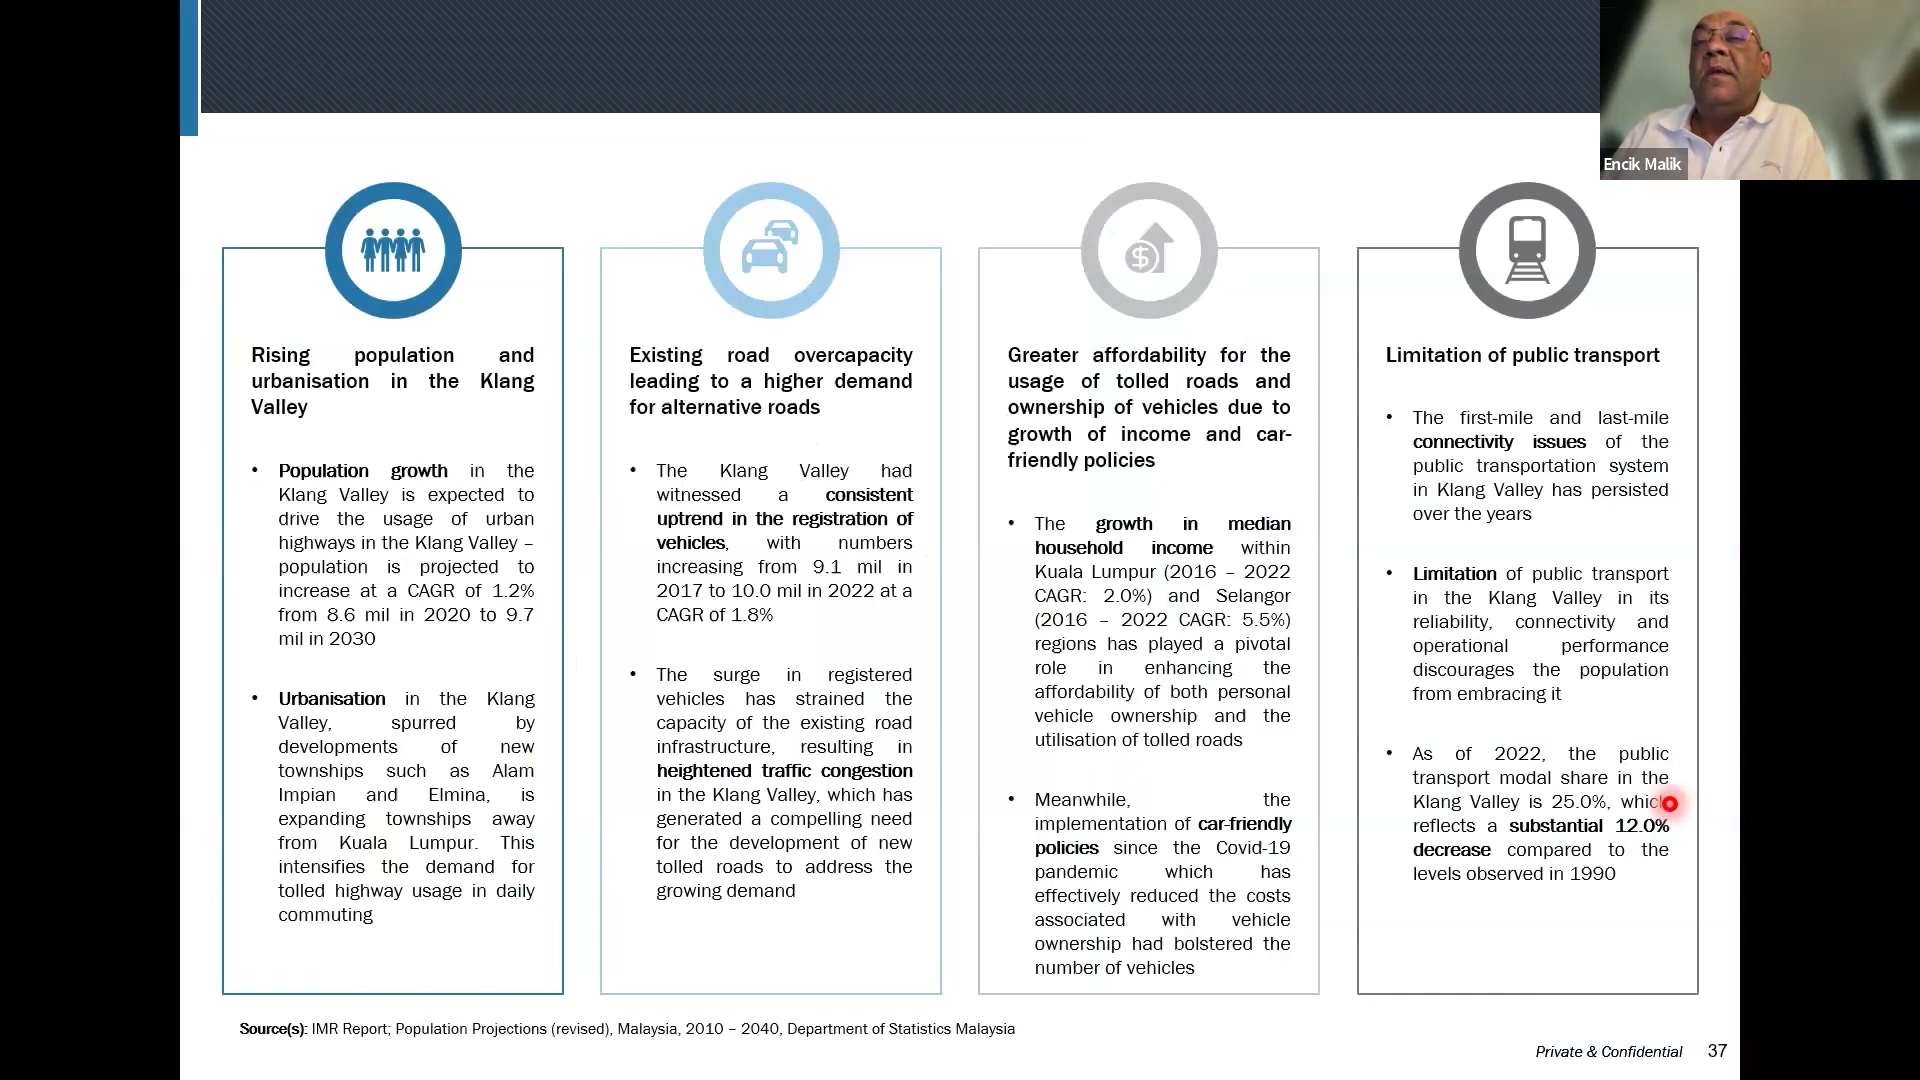 Encik Malik
Rising population and
urbanisation in the Klang
Valley
• Population growth in the
Klang Valley is expected to
drive the usage of urban
highways in the Klang Valley –
population is projected to
increase at a CAGR of 1.2%
from 8.6 mil in 2020 to 9.7
mil in 2030
• Urbanisation in the Klang
Valley, spurred by
developments of new
townships such as Alam
Impian and Elmina, is
expanding townships away
from Kuala Lumpur. This
intensifies the demand for
tolled highway usage in daily
commuting
Existing road overcapacity
leading to a higher demand
for alternative roads
• The Klang Valley had
witnessed a consistent
uptrend in the registration of
vehicles, with numbers
increasing from 9.1 mil in
2017 to 10.0 mil in 2022 at a
CAGR of 1.8%
• The surge in registered
vehicles has strained the
capacity of the existing road
infrastructure, resulting in
heightened traffic congestion
in the Klang Valley, which has
generated a compelling need
for the development of new
tolled roads to address the
growing demand
Greater affordability for the
usage of tolled roads and
ownership of vehicles due to
growth of income and car-
friendly policies
• The growth in median
household income within
Kuala Lumpur (2016 – 2022
CAGR: 2.0%) and Selangor
(2016 – 2022 CAGR: 5.5%)
regions has played a pivotal
role in enhancing the
affordability of both personal
vehicle ownership and the
utilisation of tolled roads
• Meanwhile, the
implementation of car-friendly
policies since the Covid-19
pandemic which has
effectively reduced the costs
associated with vehicle
ownership had bolstered the
number of vehicles
Limitation of public transport
• The first-mile and last-mile
connectivity issues of the
public transportation system
in Klang Valley has persisted
over the years
• Limitation of public transport
in the Klang Valley in its
reliability, connectivity and
operational performance
discourages the population
from embracing it
• As of 2022, the public
transport modal share in the
Klang Valley is 25.0%, which
reflects a substantial 12.0%
decrease compared to the
levels observed in 1990
Source(s): IMR Report; Population Projections (revised), Malaysia, 2010 – 2040, Department of Statistics Malaysia
Private & Confidential 37